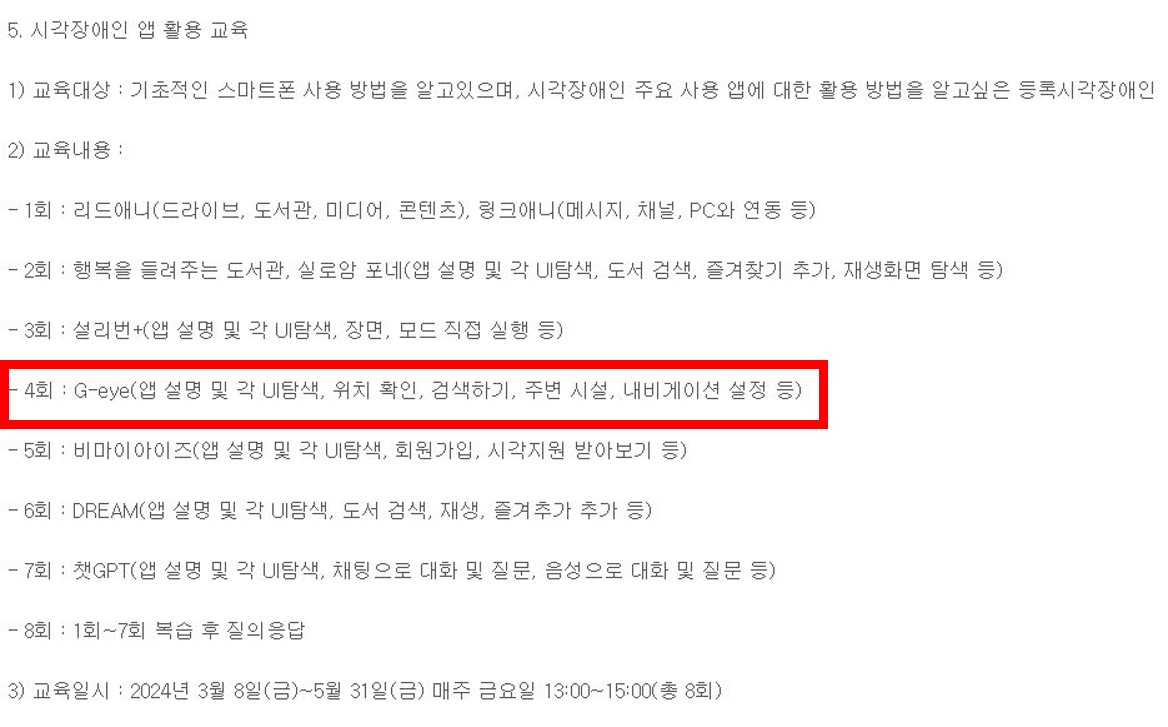 5. 시각장애인 앱 활용 교육
1) 교육대상 : 기초적인 스마트폰 사용 방법을 알고있으며, 시각장애인 주요 사용 앱에 대한 활용 방법을 알고싶은 등록시각장애인
2) 교육내용 :
- 1회 : 리드애니(드라이브, 도서관, 미디어, 콘텐츠), 링크애니(메시지, 채널, PC와 연동 등)
- 2회 : 행복을 들려주는 도서관, 실로암 포네(앱 설명 및 각 UI탐색, 도서 검색, 즐겨찾기 추가, 재생화면 탐색 등)
- 3회 : 설리번+(앱 설명 및 각 UI탐색, 장면, 모드 직접 실행 등)
- 4회 : G-eye(앱 설명 및 각 UI탐색, 위치 확인, 검색하기, 주변 시설, 내비게이션 설정 등)
- 5회 : 비마이아이즈(앱 설명 및 각 UI탐색, 회원가입, 시각지원 받아보기 등)
- 6회 : DREAM(앱 설명 및 각 UI탐색, 도서 검색, 재생, 즐겨추가 추가 등)
- 7회 : 챗GPT(앱 설명 및 각 UI탐색, 채팅으로 대화 및 질문, 음성으로 대화 및 질문 등)
- 8회 : 1회~7회 복습 후 질의응답
3) 교육일시 : 2024년 3월 8일(금)~5월 31일(금) 매주 금요일 13:00~15:00(총 8회)